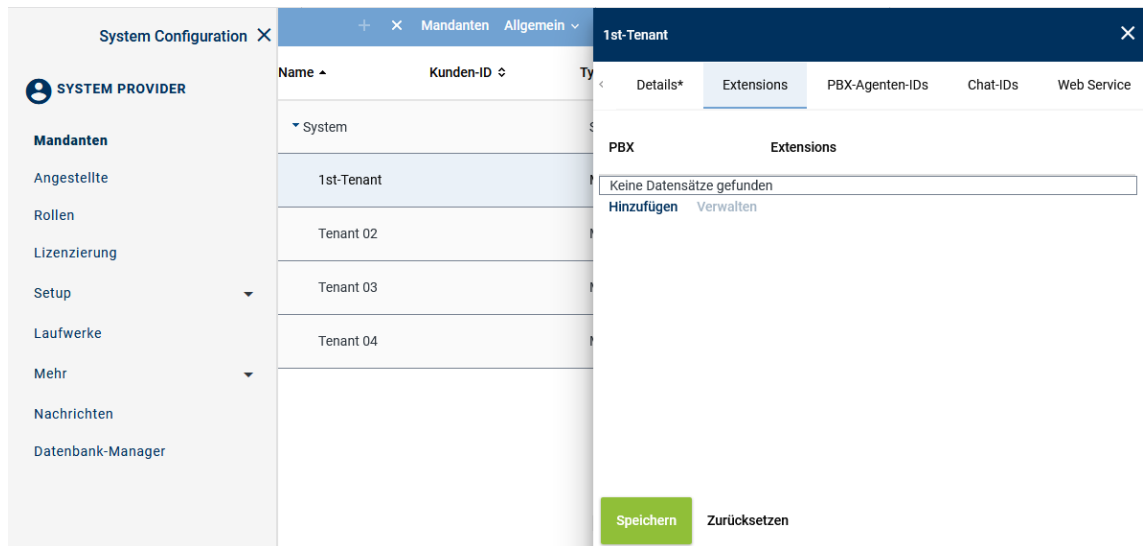 System Configuration
SYSTEM PROVIDER
Mandanten
Angestellte
Rollen
Lizenzierung
Setup
Laufwerke
Mehr
Nachrichten
Datenbank-Manager
Mandanten Allgemein
Name Kunden-ID Ty
System
1st-Tenant
Tenant 02
Tenant 03
Tenant 04
1st-Tenant
Details* Extensions PBX-Agenten-IDs Chat-IDs Web Service
PBX Extensions
Keine Datensätze gefunden
Hinzufügen Verwalten
Speichern Zurücksetzen